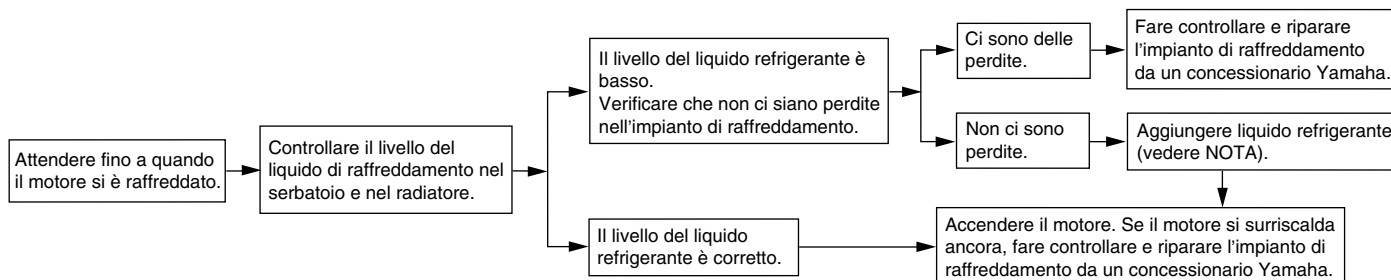 Attendere fino a quando
il motore si è raffreddato.
Controllare il livello del
liquido di raffreddamento nel
serbatoio e nel radiatore.
Il livello del liquido refrigerante è
basso.
Verificare che non ci siano perdite
nell'impianto di raffreddamento.
Ci sono delle
perdite.
Fare controllare e riparare
l'impianto di raffreddamento
da un concessionario Yamaha.
Non ci sono
perdite.
Aggiungere liquido refrigerante
(vedere NOTA).
Il livello del liquido
refrigerante è corretto.
Accendere il motore. Se il motore si surriscalda
ancora, fare controllare e riparare l'impianto di
raffreddamento da un concessionario Yamaha.